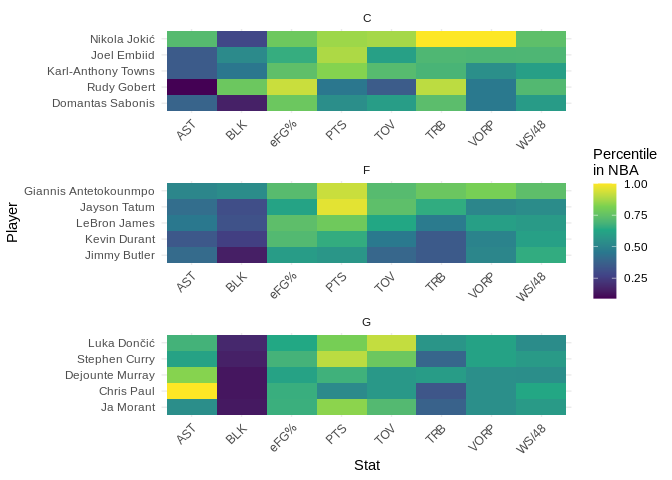 C
Nikola Jokić
Joel Embiid
Karl-Anthony Towns
Rudy Gobert
Domantas Sabonis
AST BLK eFG% PTS TOV TRB VORP WS/48
F
Giannis Antetokounmpo
Jayson Tatum
LeBron James
Kevin Durant
Jimmy Butler
AST BLK eFG% PTS TOV TRB VORP WS/48
G
Luka Dončić
Stephen Curry
Dejounte Murray
Chris Paul
Ja Morant
AST BLK eFG% PTS TOV TRB VORP WS/48
Stat
Player
Percentile
in NBA
1.00
0.75
0.50
0.25